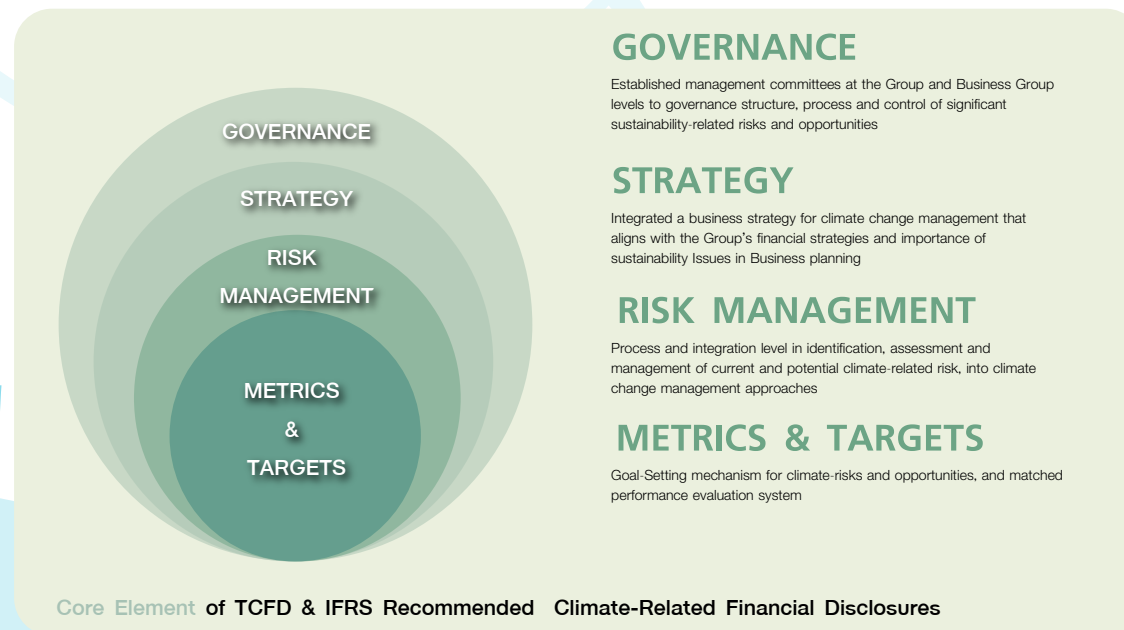 GOVERNANCE
STRATEGY
RISK
MANAGEMENT
METRICS
&
TARGETS
GOVERNANCE
Established management committees at the Group and Business Group
levels to governance structure, process and control of significant
sustainability-related risks and opportunities
STRATEGY
Integrated a business strategy for climate change management that
aligns with the Group's financial strategies and importance of
sustainability Issues in Business planning
RISK MANAGEMENT
Process and integration level in identification, assessment and
management of current and potential climate-related risk, into climate
change management approaches
METRICS & TARGETS
Goal-Setting mechanism for climate-risks and opportunities, and matched
performance evaluation system
Core Element of TCFD & IFRS Recommended Climate-Related Financial Disclosures